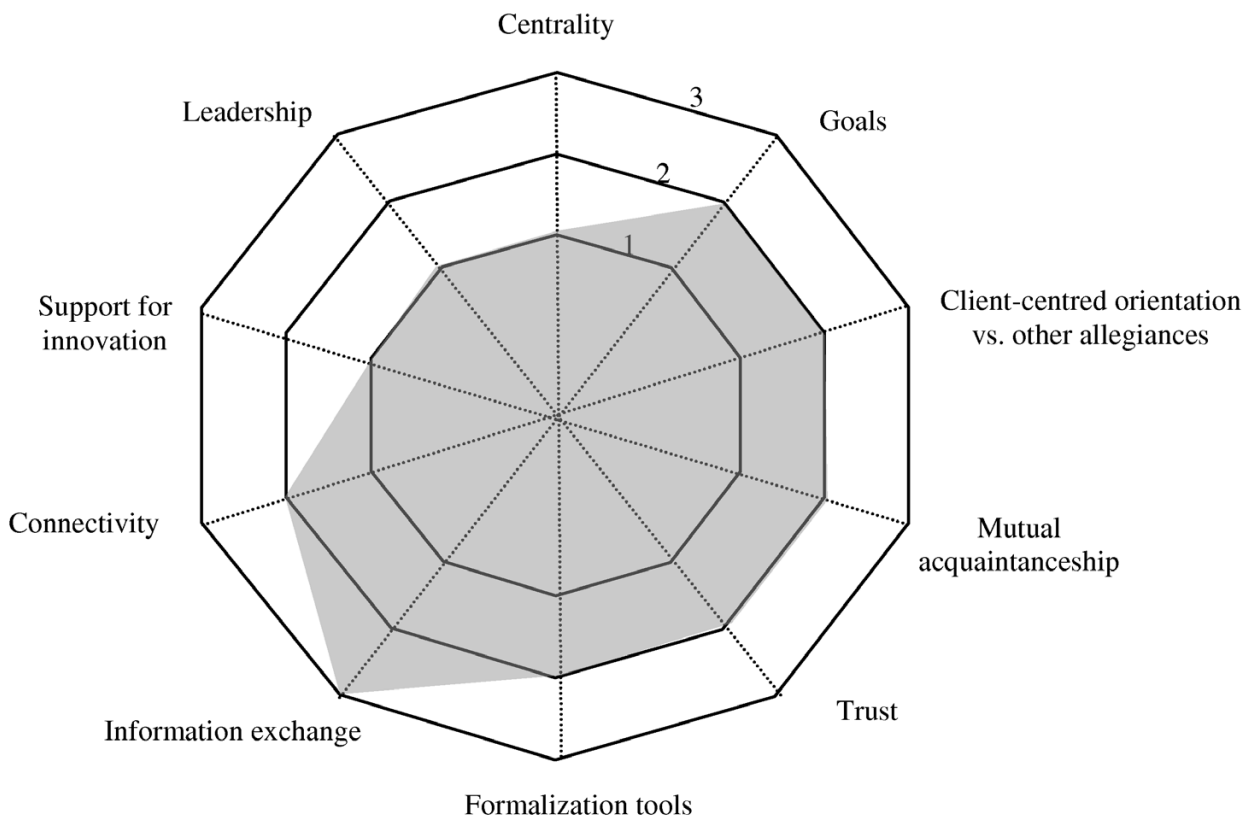 Centrality
Leadership
3
Goals
2
1
Support for
innovation
Client-centred orientation
vs. other allegiances
Connectivity
Mutual
acquaintanceship
Information exchange
Trust
Formalization tools